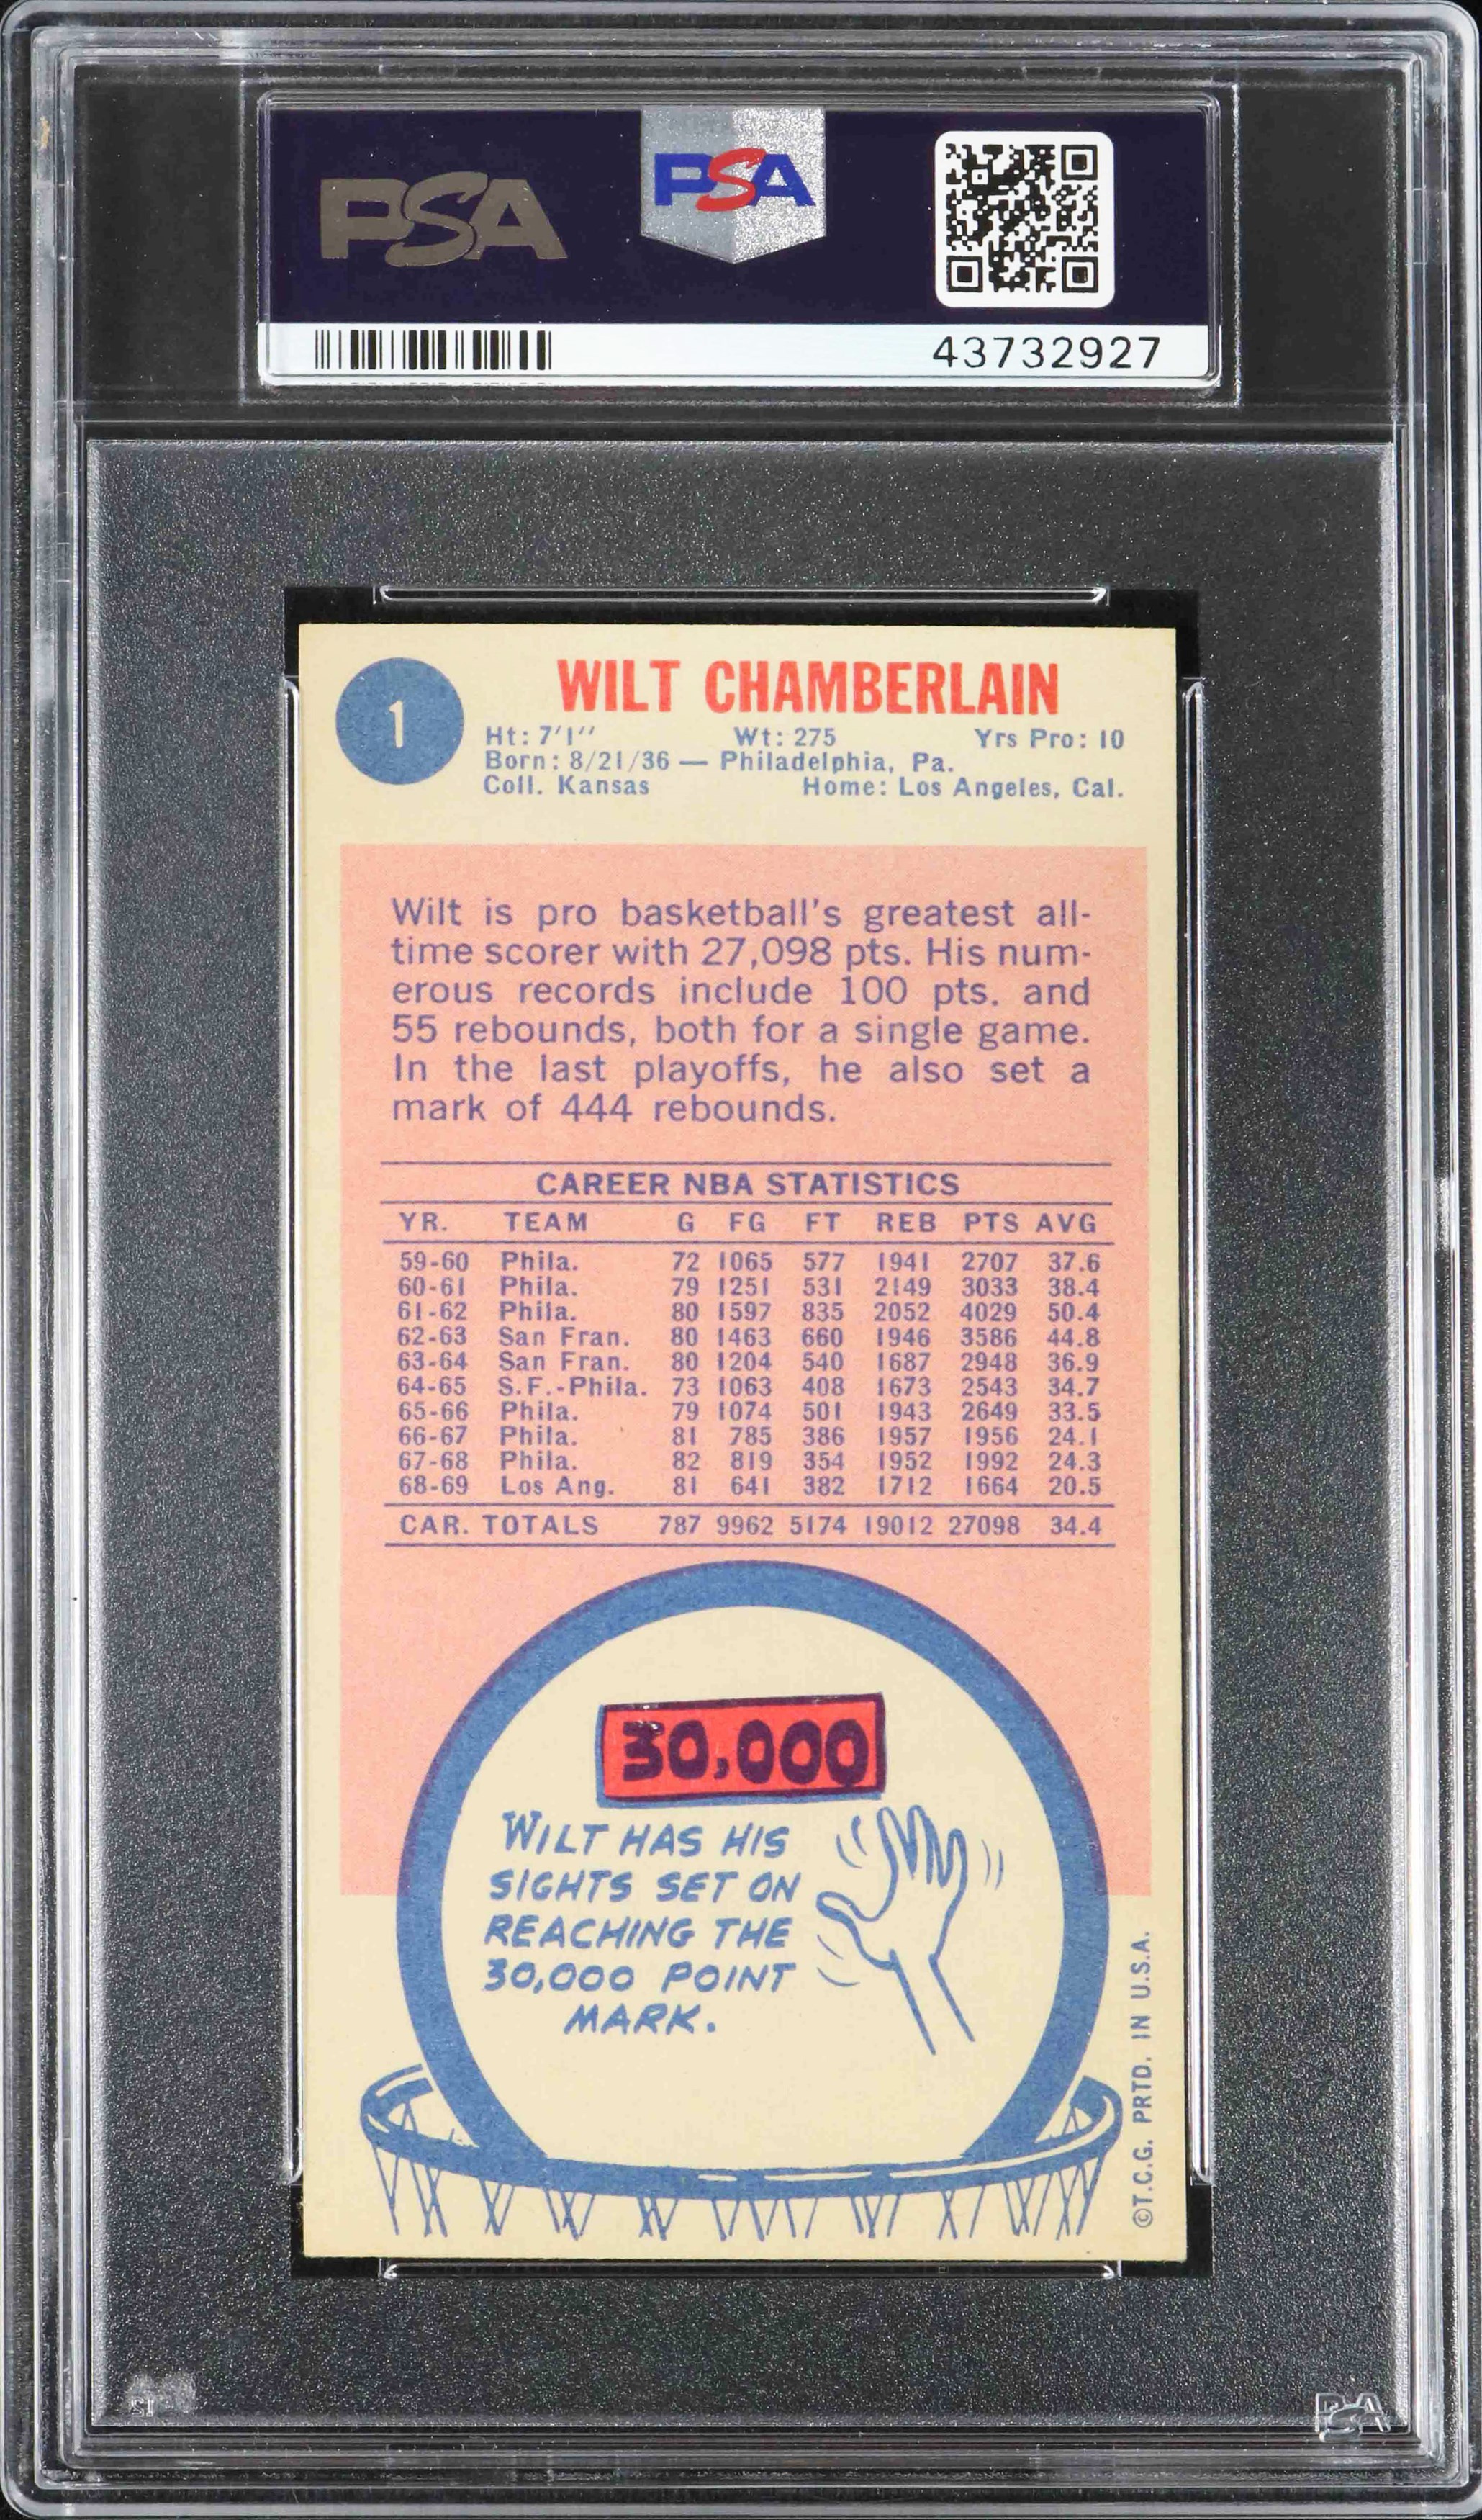 PSA
PSA
43732927
1
WILT CHAMBERLAIN
Ht: 7'1'' Wt: 275 Yrs Pro: 10
Born: 8/21/36 — Philadelphia, Pa.
Coll. Kansas Home: Los Angeles, Cal.
Wilt is pro basketball's greatest all-
time scorer with 27,098 pts. His num-
erous records include 100 pts. and
55 rebounds, both for a single game.
In the last playoffs, he also set a
mark of 444 rebounds.
CAREER NBA STATISTICS
YR. TEAM G FG FT REB PTS AVG
59-60 Phila. 72 1065 577 1941 2707 37.6
60-61 Phila. 79 1251 531 2149 3033 38.4
61-62 Phila. 80 1597 835 2052 4029 50.4
62-63 San Fran. 80 1463 660 1946 3586 44.8
63-64 San Fran. 80 1204 540 1687 2948 36.9
64-65 S.F.-Phila. 73 1063 408 1673 2543 34.7
65-66 Phila. 79 1074 501 1943 2649 33.5
66-67 Phila. 81 785 386 1957 1956 24.1
67-68 Phila. 82 819 354 1952 1992 24.3
68-69 Los Ang. 81 641 382 1712 1664 20.5
CAR. TOTALS 787 9962 5174 19012 27098 34.4
30,000
WILT HAS HIS
SIGHTS SET ON
REACHING THE
30,000 POINT
MARK.
©T.C.G. PRTD. IN U.S.A.
PSA